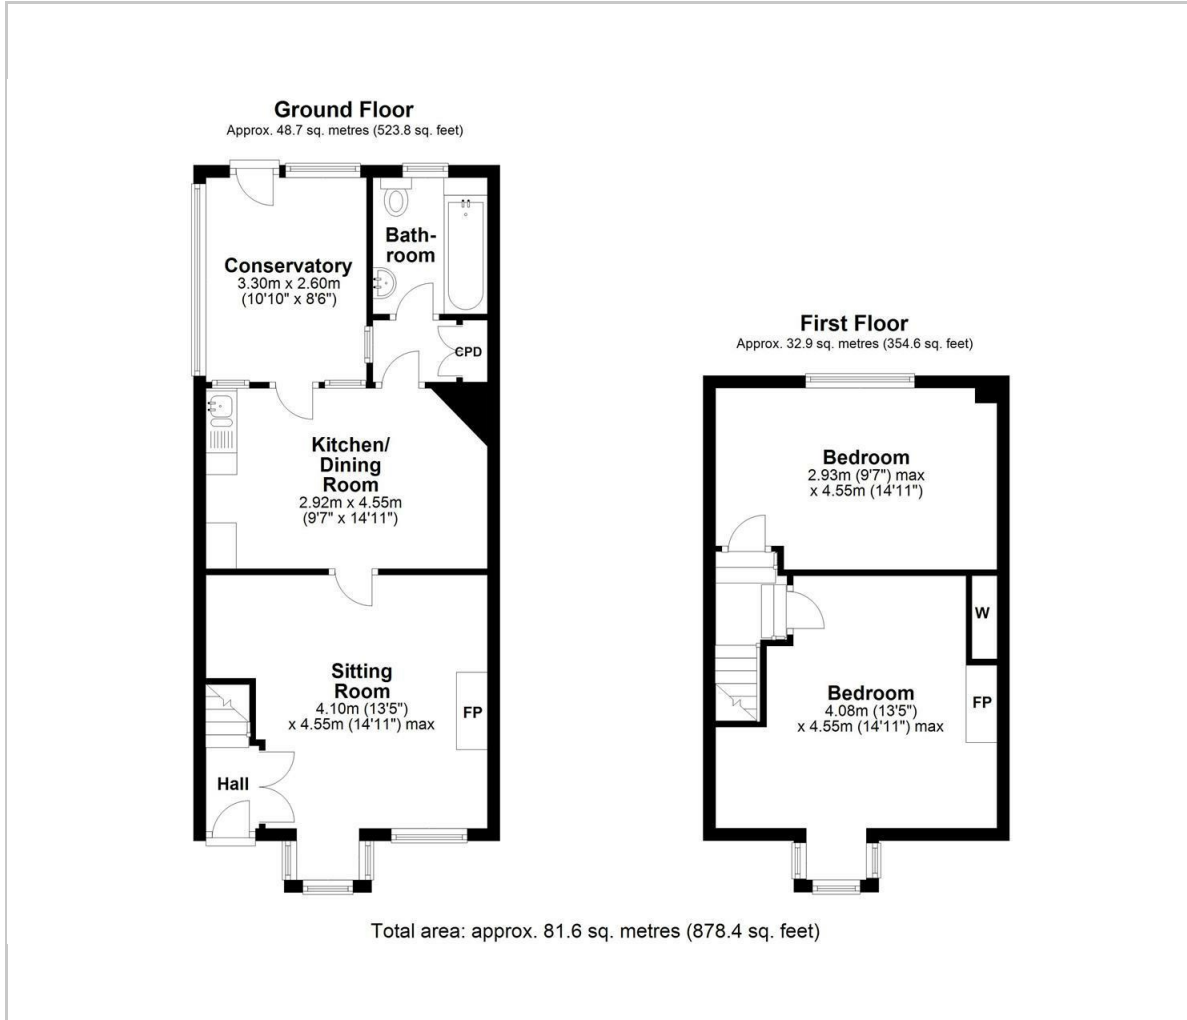 Ground Floor
Approx. 48.7 sq. metres (523.8 sq. feet)
Bath-
room
Conservatory
3.30m x 2.60m
(10'10" x 8'6")
CPD
Kitchen/
Dining
Room
2.92m x 4.55m
(9'7" x 14'11")
Sitting
Room
4.10m (13'5")
x 4.55m (14'11") max
FP
Hall
First Floor
Approx. 32.9 sq. metres (354.6 sq. feet)
Bedroom
2.93m (9'7") max
x 4.55m (14'11")
W
Bedroom
4.08m (13'5")
x 4.55m (14'11") max
FP
Total area: approx. 81.6 sq. metres (878.4 sq. feet)